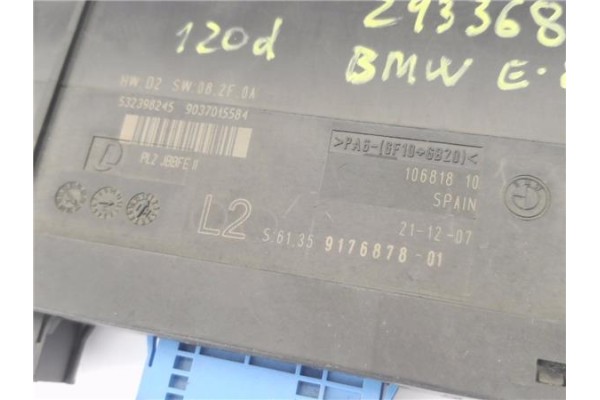 120d
293368
BMW E-
HW.02 SW.08.2F.0A
532398245 9037015584
PL2 JBBFE II
>PA6-(GF10+GB20)<
106818 10
SPAIN
21-12-07
L2
S 61.35 9176878-01